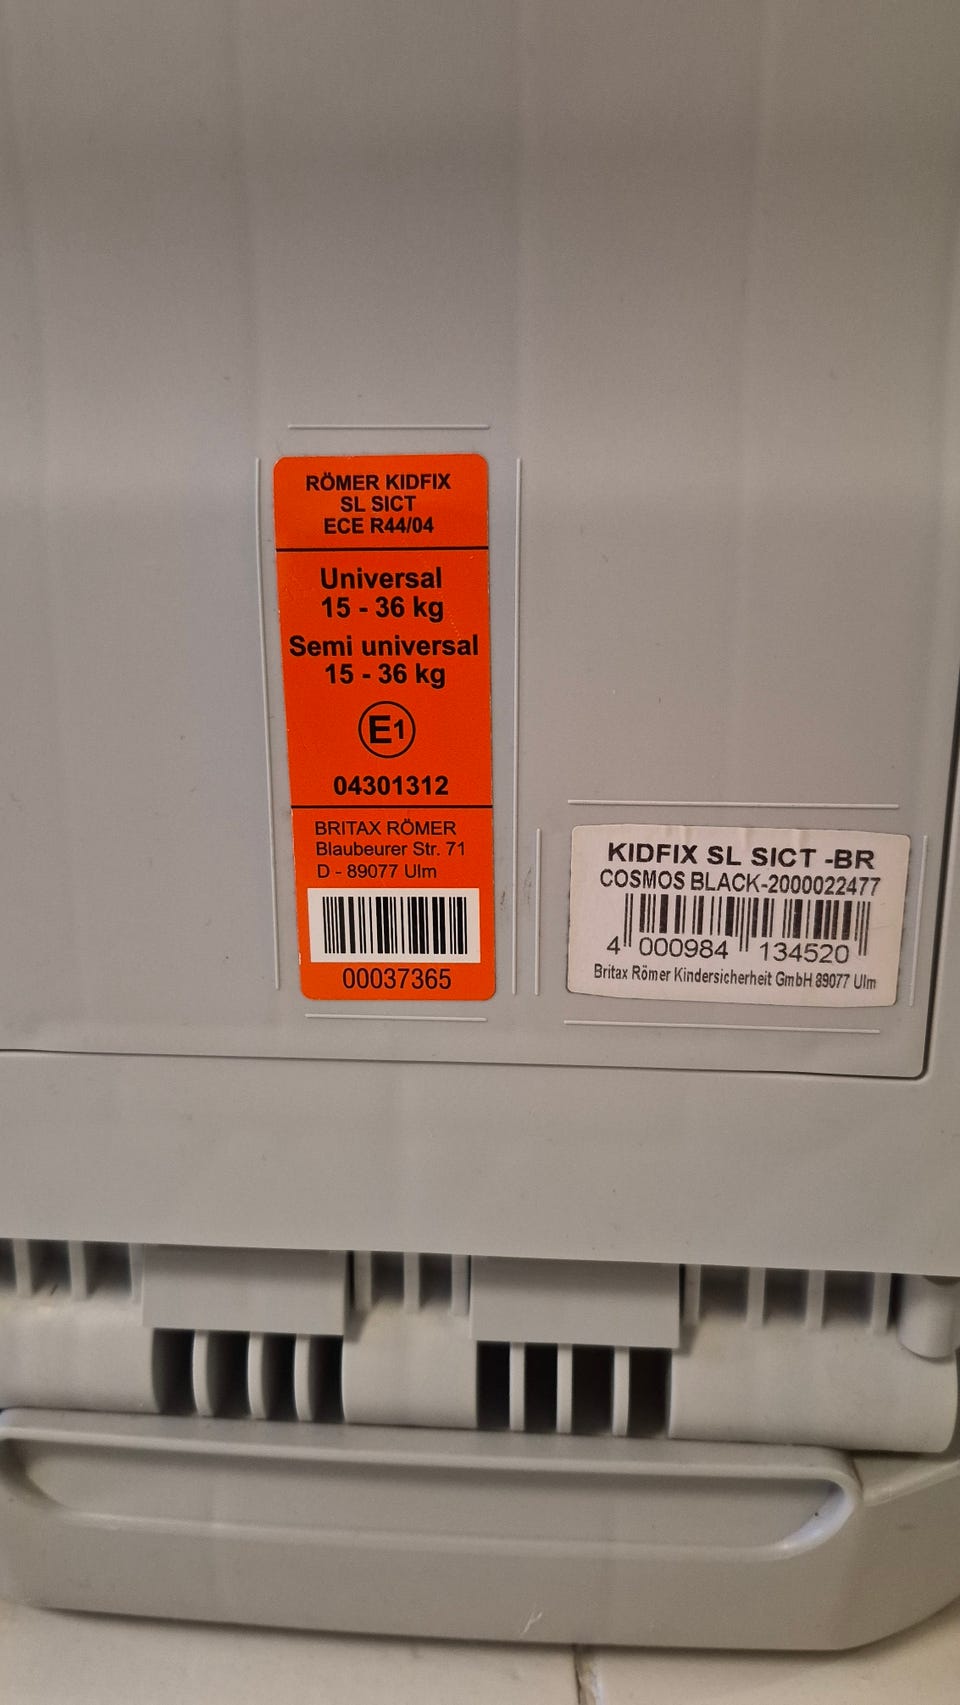 RÖMER KIDFIX
SL SICT
ECE R44/04
Universal
15 - 36 kg
Semi universal
15 - 36 kg
E1
04301312
BRITAX RÖMER
Blaubeurer Str. 71
D - 89077 Ulm
00037365
KIDFIX SL SICT -BR
COSMOS BLACK-2000022477
4 000984 134520
Britax Römer Kindersicherheit GmbH 89077 Ulm